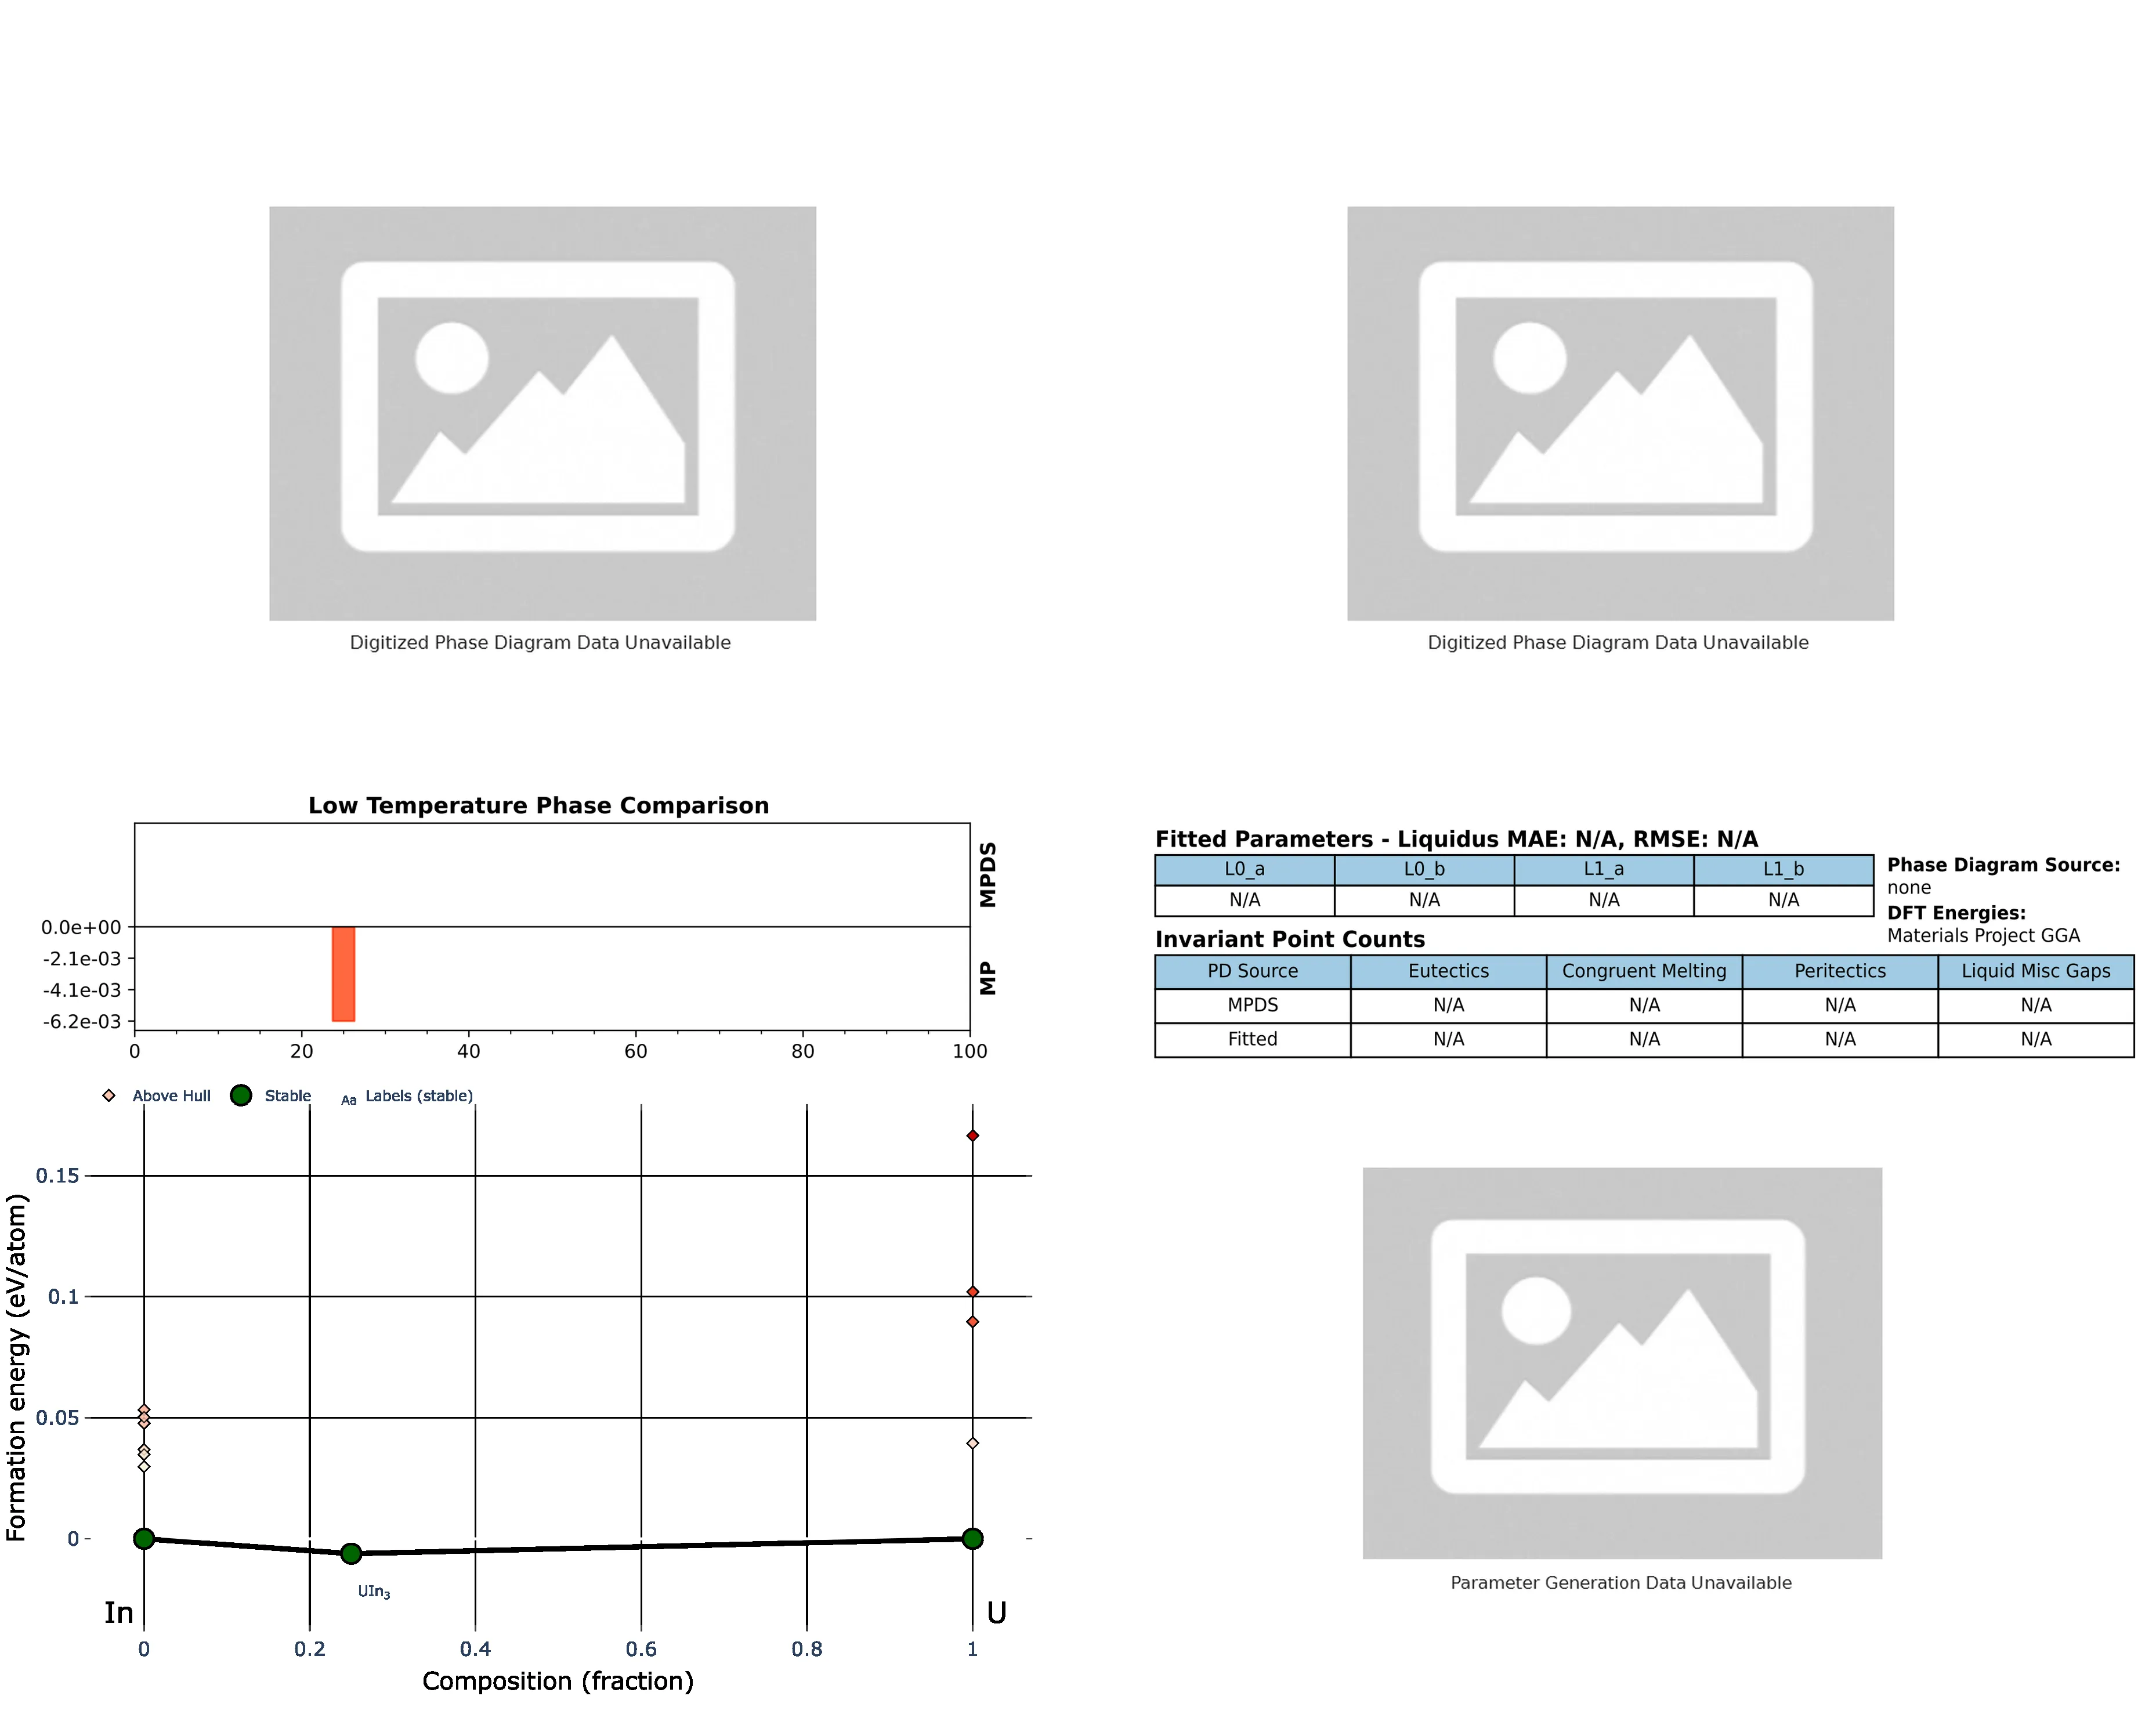 Digitized Phase Diagram Data Unavailable
Digitized Phase Diagram Data Unavailable
Low Temperature Phase Comparison
MPDS
MP
0.0e+00
-2.1e-03
-4.1e-03
-6.2e-03
0 20 40 60 80 100
Fitted Parameters - Liquidus MAE: N/A, RMSE: N/A
L0_a L0_b L1_a L1_b
N/A N/A N/A N/A
Phase Diagram Source:
none
DFT Energies:
Materials Project GGA
Invariant Point Counts
PD Source Eutectics Congruent Melting Peritectics Liquid Misc Gaps
MPDS N/A N/A N/A N/A
Fitted N/A N/A N/A N/A
Above Hull Stable Aa Labels (stable)
Formation energy (eV/atom)
0.15
0.1
0.05
0
UIn₃
In U
0 0.2 0.4 0.6 0.8 1
Composition (fraction)
Parameter Generation Data Unavailable